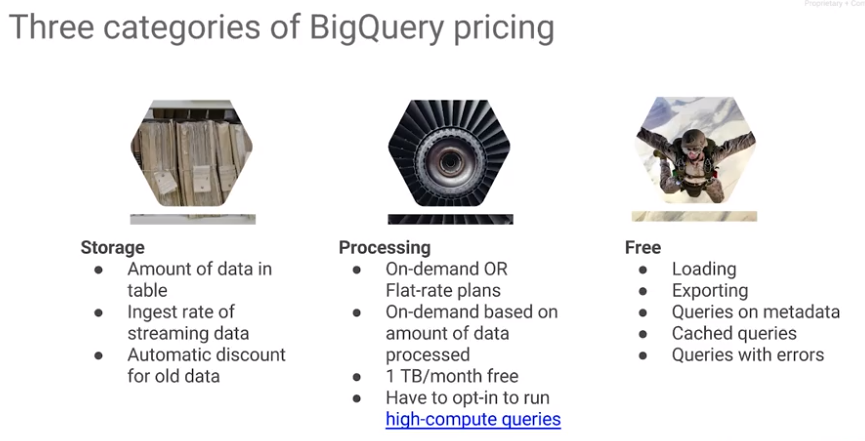 Proprietary + Con
Three categories of BigQuery pricing
Storage
● Amount of data in
table
● Ingest rate of
streaming data
● Automatic discount
for old data
Processing
● On-demand OR
Flat-rate plans
● On-demand based on
amount of data
processed
● 1 TB/month free
● Have to opt-in to run
high-compute queries
Free
● Loading
● Exporting
● Queries on metadata
● Cached queries
● Queries with errors